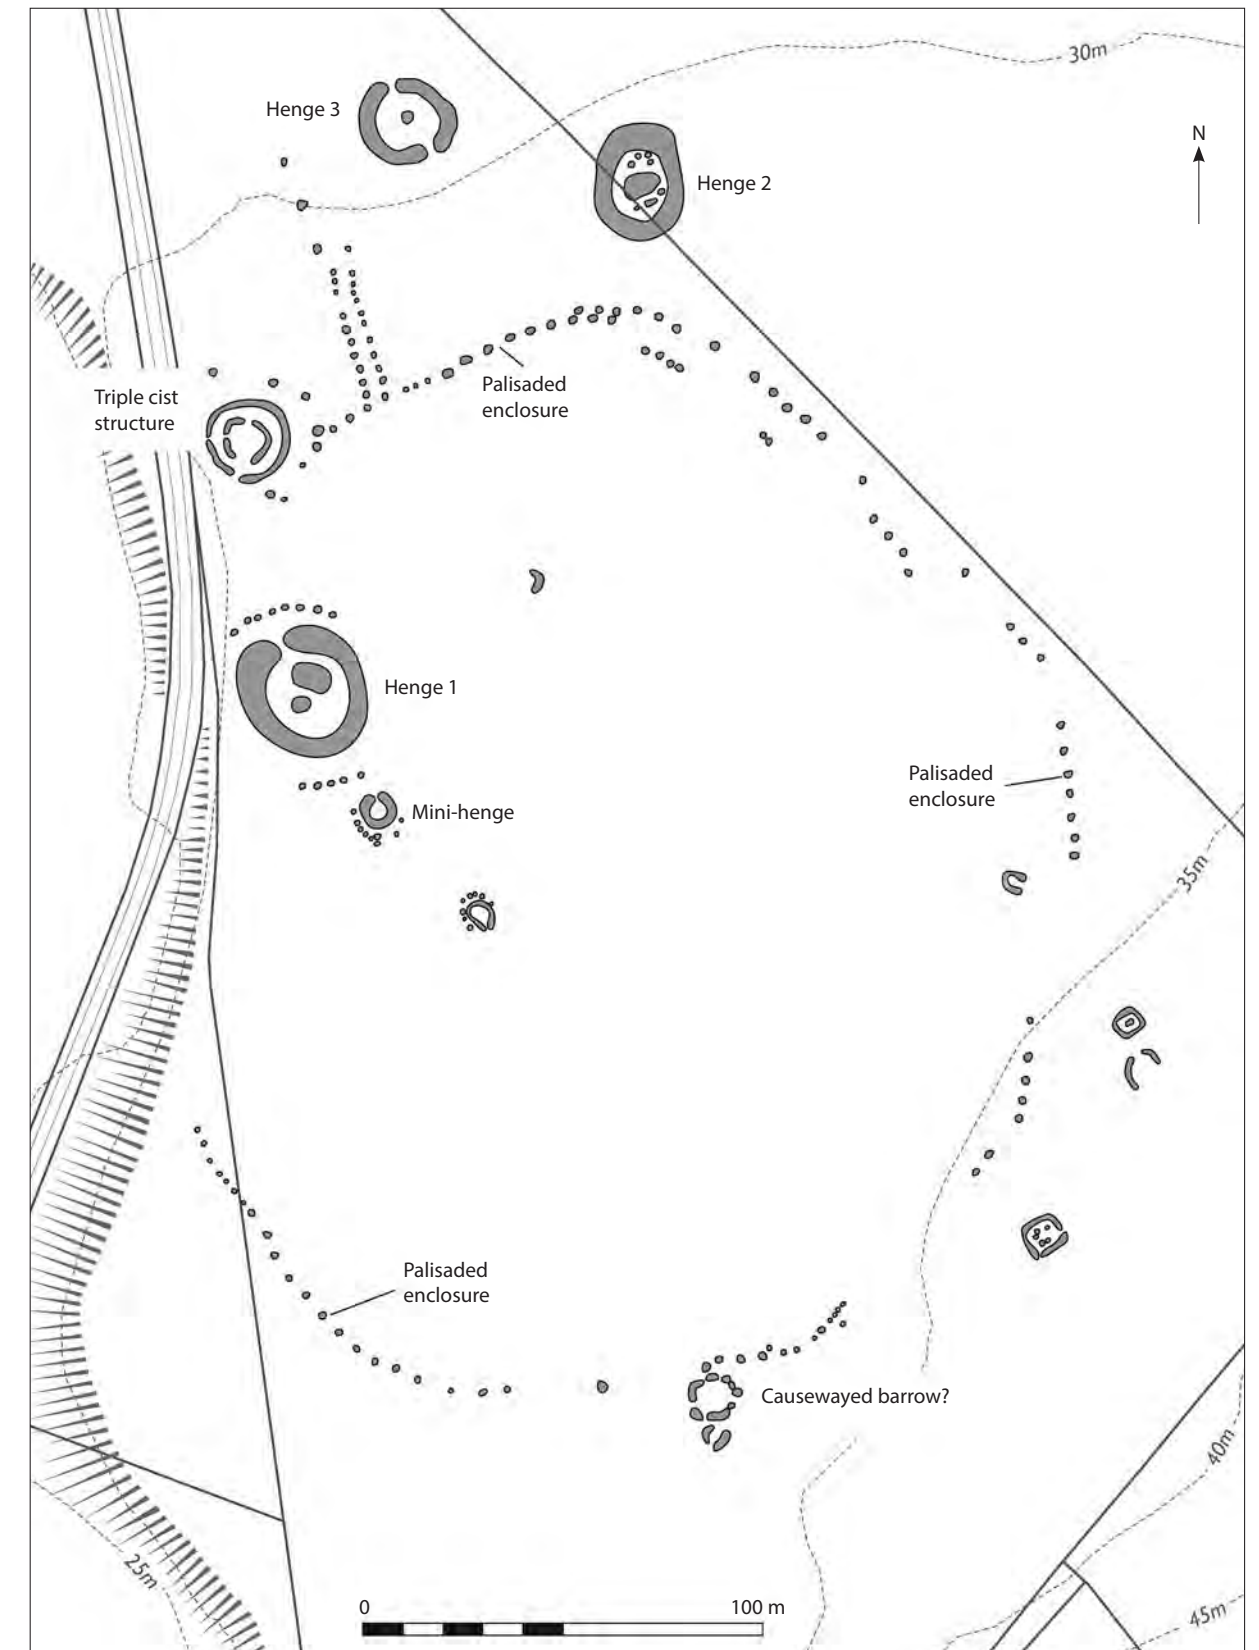 30m
Henge 3
N
Henge 2
Palisaded
enclosure
Triple cist
structure
Henge 1
Palisaded
enclosure
Mini-henge
35m
Palisaded
enclosure
Causewayed barrow?
40m
25m
0 100 m
45m